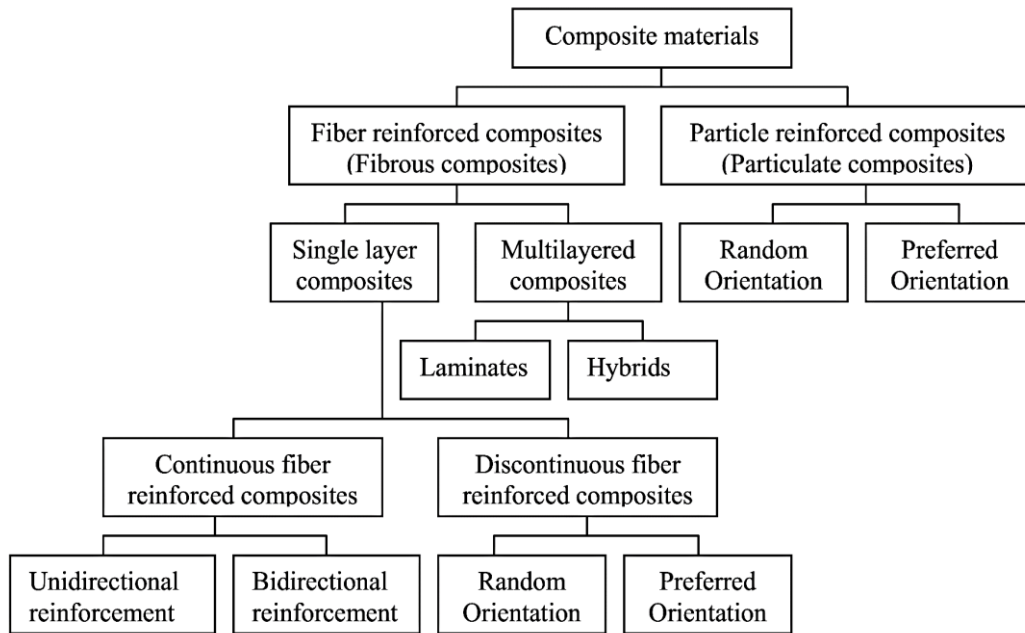 Composite materials
Fiber reinforced composites
(Fibrous composites)
Particle reinforced composites
(Particulate composites)
Single layer
composites
Multilayered
composites
Random
Orientation
Preferred
Orientation
Laminates
Hybrids
Continuous fiber
reinforced composites
Discontinuous fiber
reinforced composites
Unidirectional
reinforcement
Bidirectional
reinforcement
Random
Orientation
Preferred
Orientation